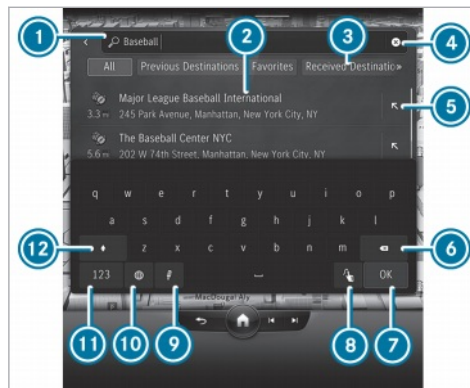 1
2
3
4
Baseball
All Previous Destinations Favorites Received Destinatio»
Major League Baseball International
3.3 mi 245 Park Avenue, Manhattan, New York City, NY
5
The Baseball Center NYC
5.6 mi 202 W 74th Street, Manhattan, New York City, NY
q w e r t y u i o p
a s d f g h j k l
12
z x c v b n m
6
123
OK
MacDougal Aly
11
10
9
8
7